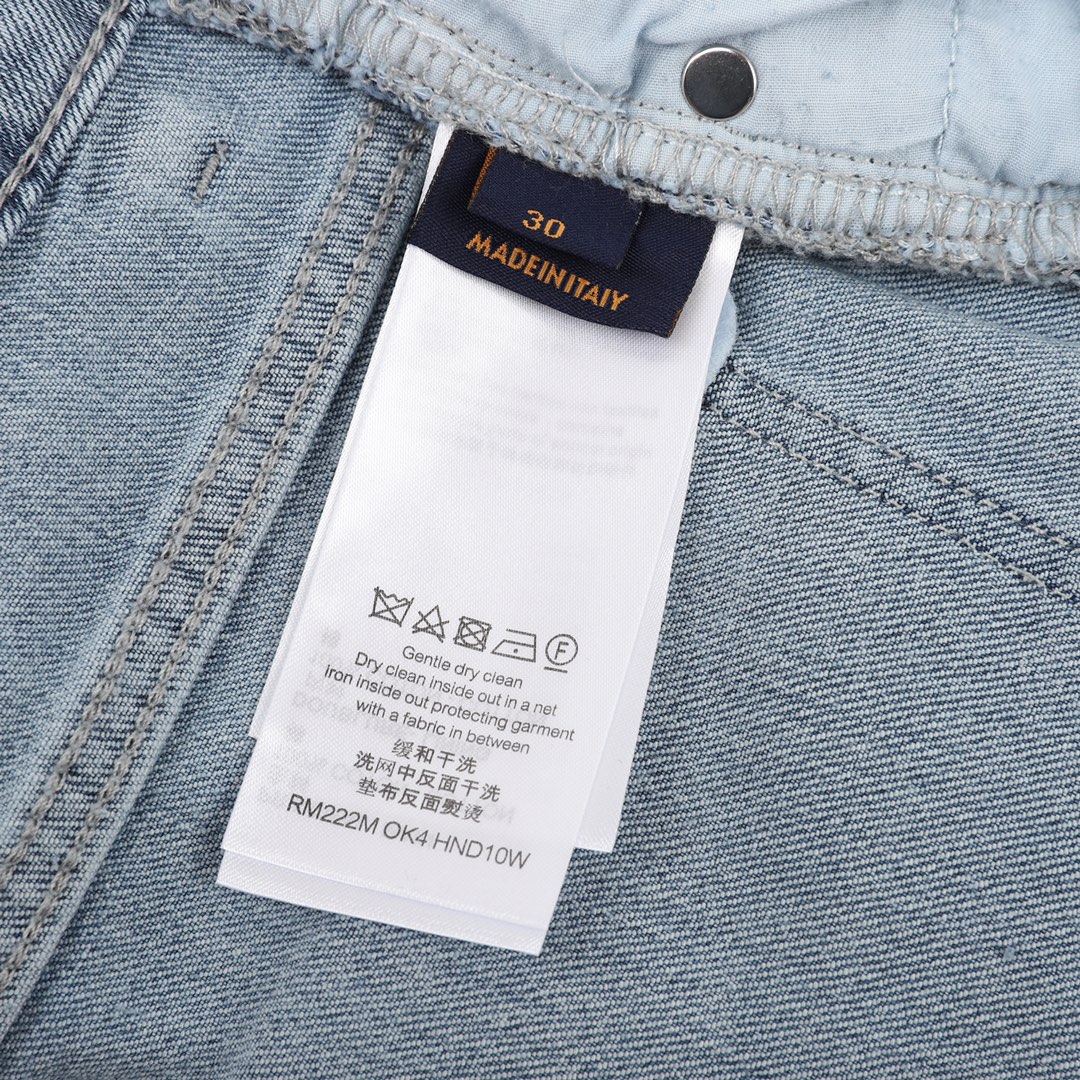 30
MADEINITAIY
F
Gentle dry clean
Dry clean inside out in a net
iron inside out protecting garment
with a fabric in between
缓和干洗
洗网中反面干洗
垫布反面熨烫
RM222M OK4 HND10W